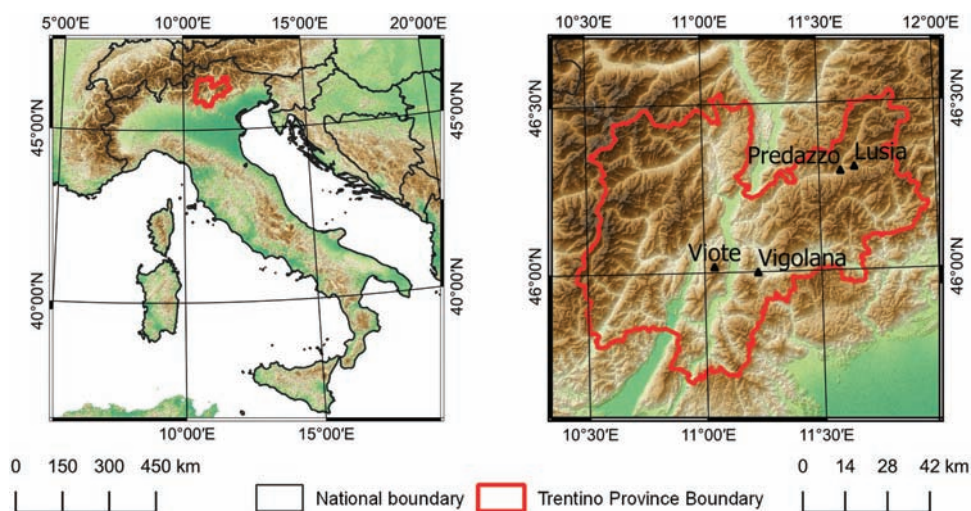 5°00'E 10°00'E 15°00'E 20°00'E
10°30'E 11°00'E 11°30'E 12°00'E
45°00'N
40°00'N
45°00'N
40°00'N
46°30'N
46°00'N
46°30'N
46°00'N
Predazzo Lusia
Viote Vigolana
10°00'E 15°00'E
10°30'E 11°00'E 11°30'E
0 150 300 450 km
National boundary Trentino Province Boundary
0 14 28 42 km